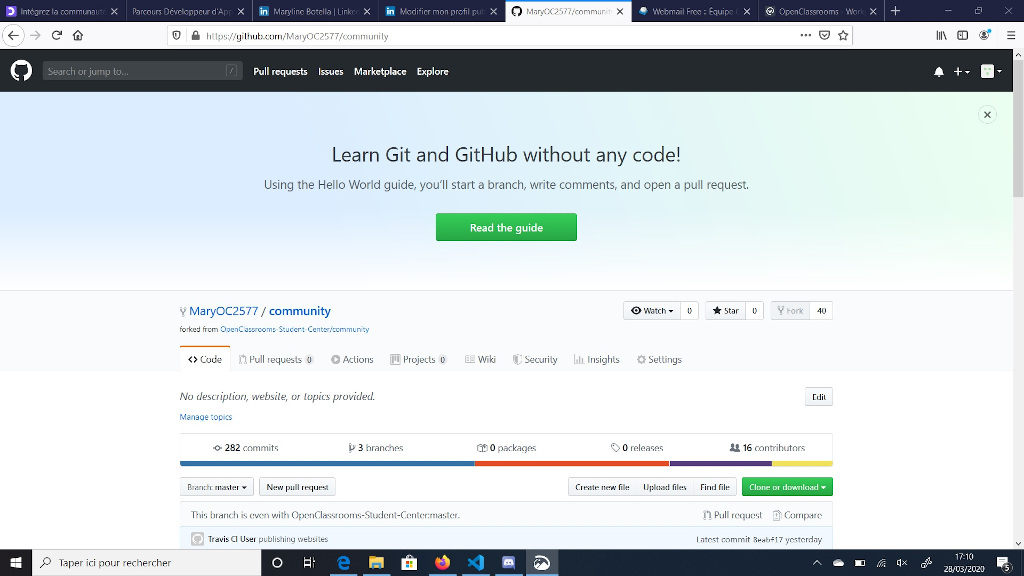 Intégrez la communaut
Parcours Développeur d'App
Maryline Botella | Linke
Modifier mon profil pub
MaryOC2577/communit
Webmail Free :: Équipe
OpenClassrooms - Work
https://github.com/MaryOC2577/community
Search or jump to...
/
Pull requests
Issues
Marketplace
Explore
Learn Git and GitHub without any code!
Using the Hello World guide, you'll start a branch, write comments, and open a pull request.
Read the guide
MaryOC2577 / community
Watch 0
Star 0
Fork 40
forked from OpenClassrooms-Student-Center/community
Code
Pull requests 0
Actions
Projects 0
Wiki
Security
Insights
Settings
No description, website, or topics provided.
Edit
Manage topics
282 commits
3 branches
0 packages
0 releases
16 contributors
Branch: master
New pull request
Create new file
Upload files
Find file
Clone or download
This branch is even with OpenClassrooms-Student-Center:master.
Pull request
Compare
Travis CI User publishing websites
Latest commit 8eabf17 yesterday
Taper ici pour rechercher
17:10
28/03/2020
5